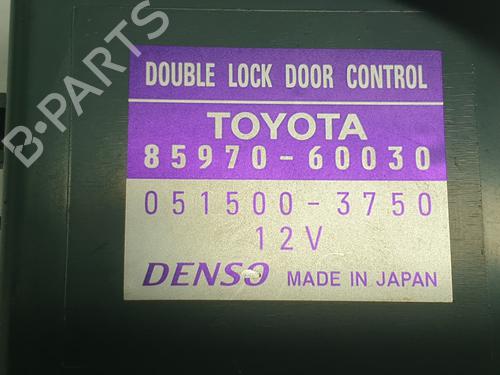 B-PARTS
DOUBLE LOCK DOOR CONTROL
TOYOTA
85970-60030
051500-3750
12V
DENSO MADE IN JAPAN